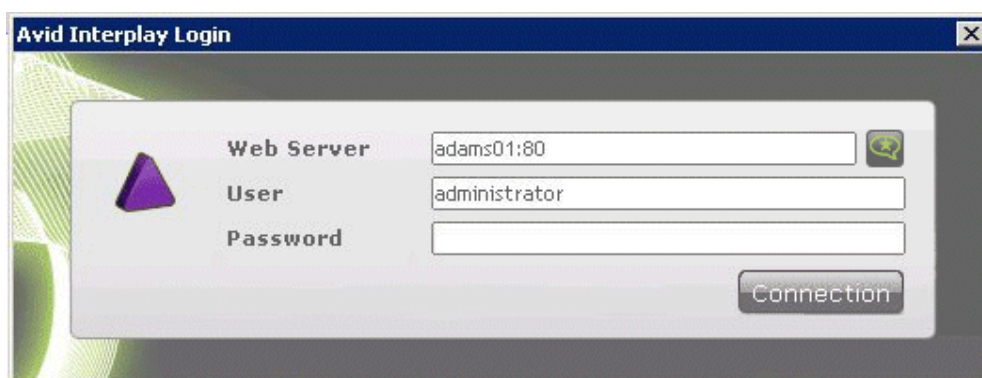 Avid Interplay Login
Web Server adams01:80
User administrator
Password
Connection